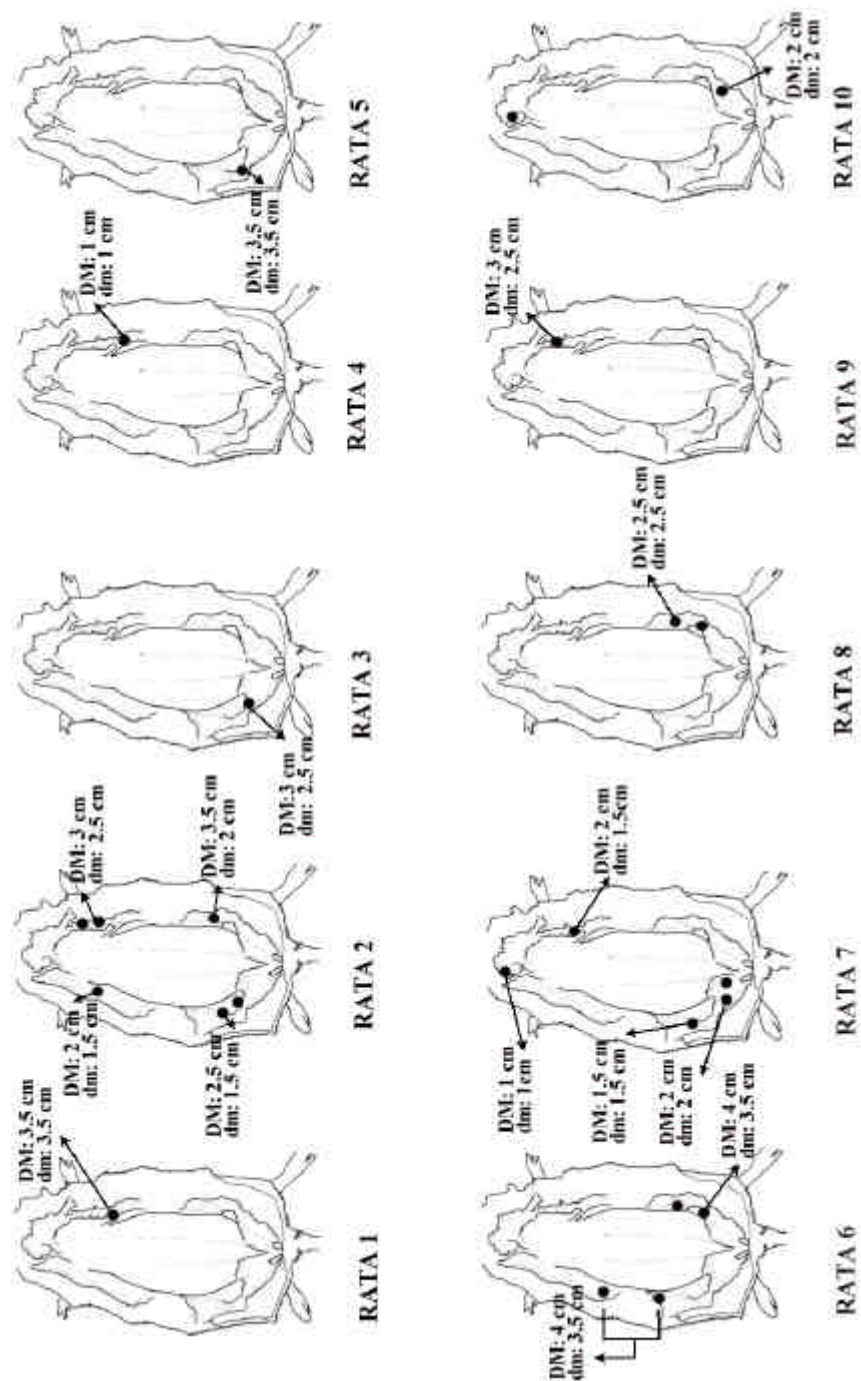 DM: 3.5 cm
dm: 3.5 cm
RATA 1
DM: 2 cm
dm: 1.5 cm
DM: 3 cm
dm: 2.5 cm
DM: 2.5 cm
dm: 1.5 cm
DM: 3.5 cm
dm: 2 cm
RATA 2
DM:3 cm
dm: 2.5 cm
RATA 3
DM: 1 cm
dm: 1 cm
RATA 4
DM: 3.5 cm
dm: 3.5 cm
RATA 5
DM: 4 cm
dm: 3.5 cm
DM: 4 cm
dm: 3.5 cm
RATA 6
DM: 1 cm
dm: 1cm
DM: 2 cm
dm: 1.5cm
DM: 1.5 cm
dm: 1.5 cm
DM: 2 cm
dm: 2 cm
RATA 7
DM: 2.5 cm
dm: 2.5 cm
RATA 8
DM: 3 cm
dm: 2.5 cm
RATA 9
DM: 2 cm
dm: 2 cm
RATA 10